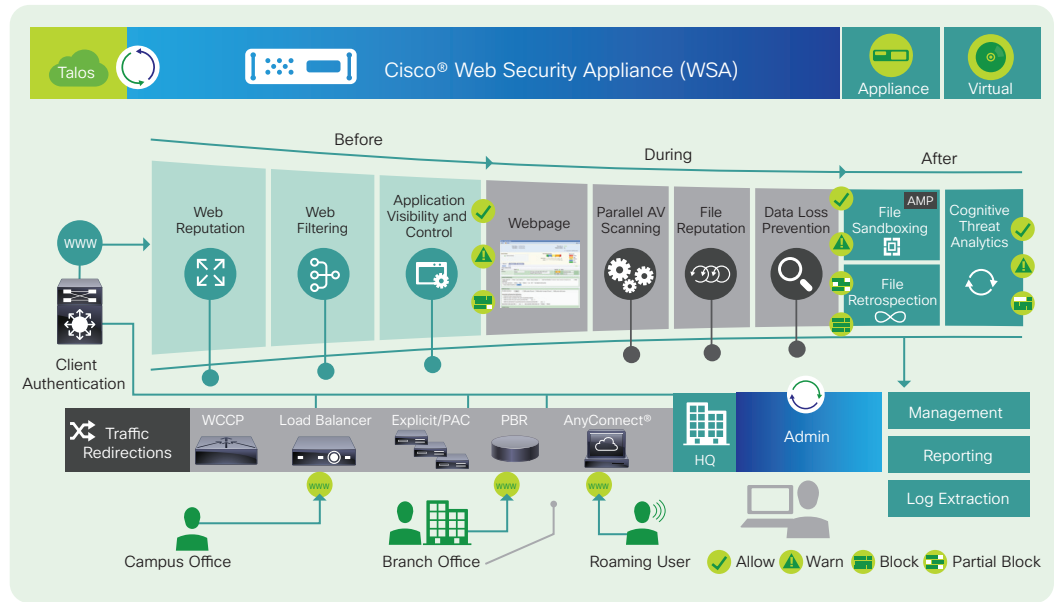 Talos
Cisco® Web Security Appliance (WSA)
Appliance
Virtual
Before
During
After
Web
Reputation
Web
Filtering
Application
Visibility and
Control
Webpage
Parallel AV
Scanning
File
Reputation
Data Loss
Prevention
AMP
File
Sandboxing
File
Retrospection
Cognitive
Threat
Analytics
www
Client
Authentication
Traffic
Redirections
WCCP
Load Balancer
Explicit/PAC
PBR
AnyConnect®
HQ
Admin
Management
Reporting
Log Extraction
www
www
www
Campus Office
Branch Office
Roaming User
Allow
Warn
Block
Partial Block